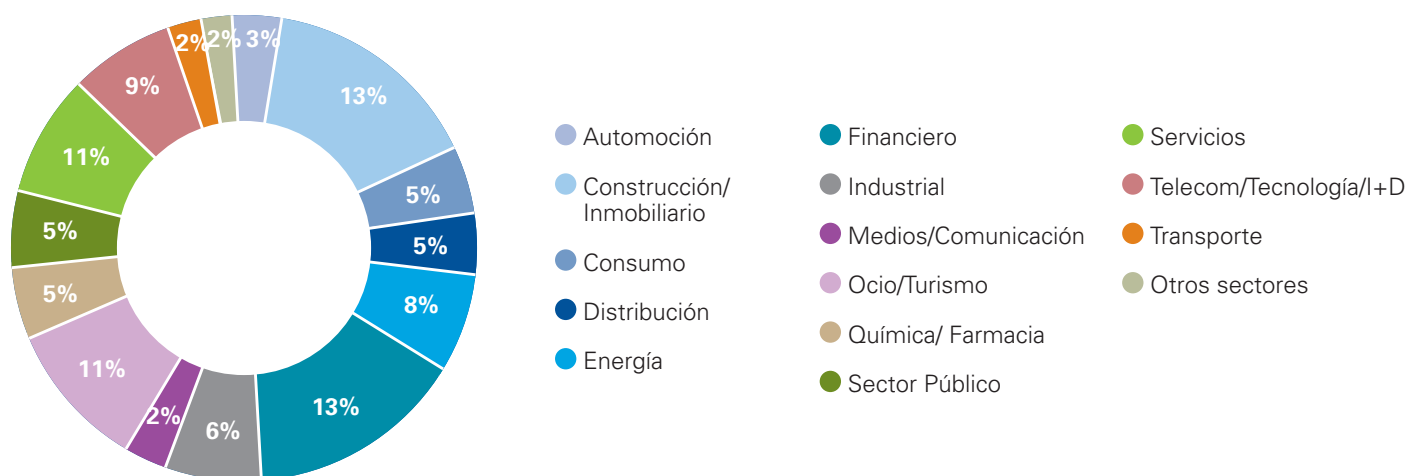 3%
13%
5%
5%
8%
13%
6%
2%
11%
5%
5%
11%
9%
2%
2%
Automoción
Construcción/
Inmobiliario
Consumo
Distribución
Energía
Financiero
Industrial
Medios/Comunicación
Ocio/Turismo
Química/ Farmacia
Sector Público
Servicios
Telecom/Tecnología/I+D
Transporte
Otros sectores